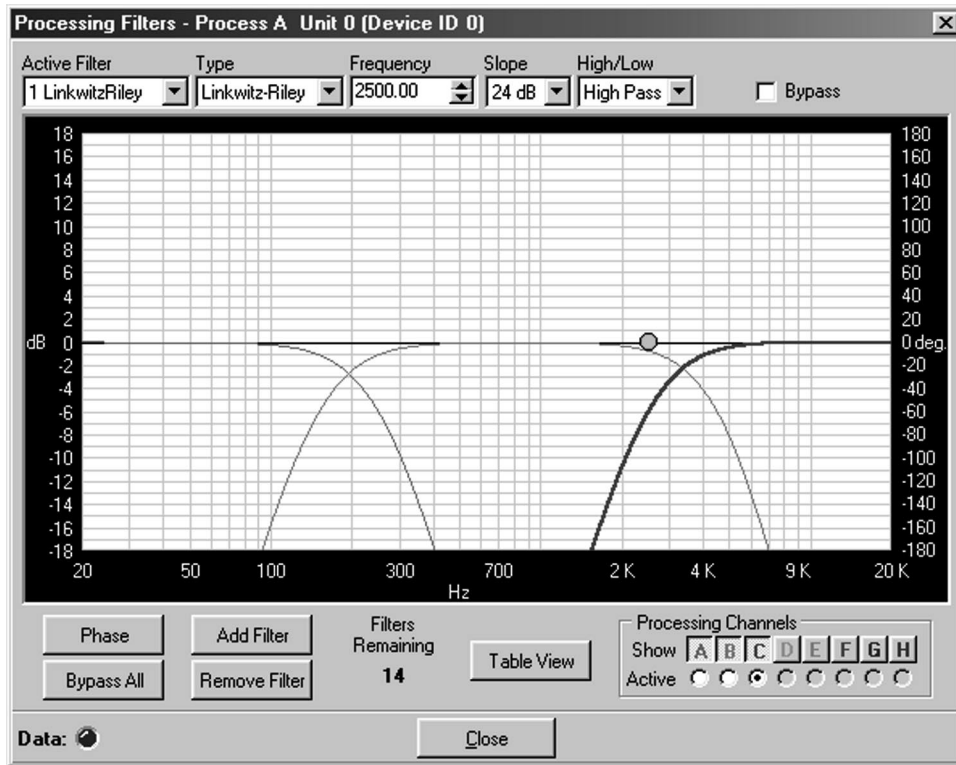 Processing Filters - Process A  Unit 0 (Device ID 0)
Active Filter Type Frequency Slope High/Low
1 LinkwitzRiley Linkwitz-Riley 2500.00 24 dB High Pass Bypass
18 180
16 160
14 140
12 120
10 100
8 80
6 60
4 40
2 20
dB 0 0 deg.
-2 -20
-4 -40
-6 -60
-8 -80
-10 -100
-12 -120
-14 -140
-16 -160
-18 -180
20 50 100 300 700 2 K 4 K 9 K 20 K
Hz
Phase Add Filter Filters Remaining 14 Table View
Bypass All Remove Filter
Processing Channels
Show A B C D E F G H
Active
Data: Close